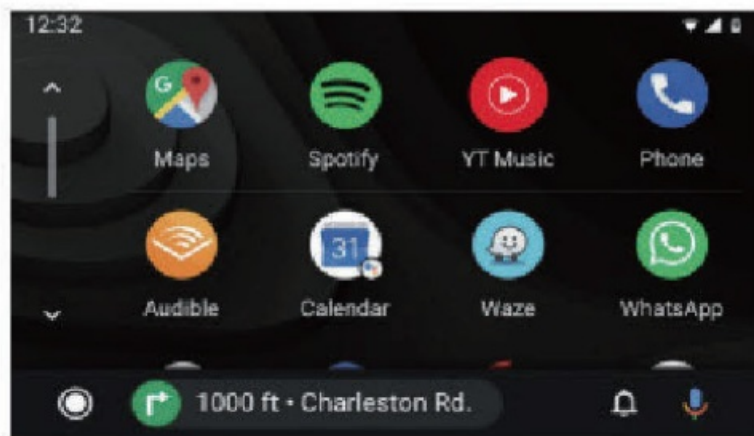 12:32
Maps Spotify YT Music Phone
31
Audible Calendar Waze WhatsApp
1000 ft • Charleston Rd.